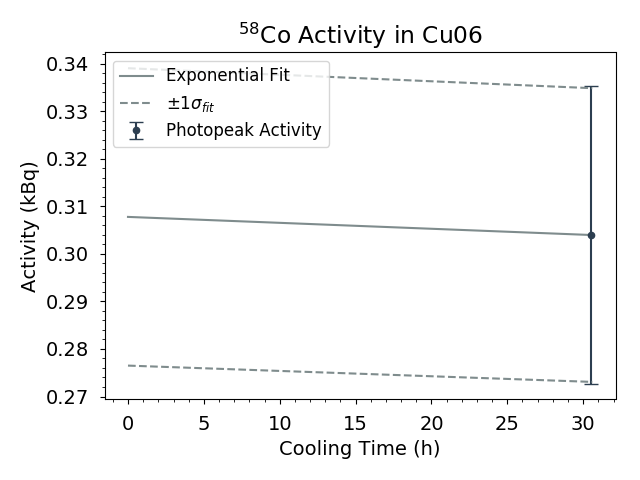 ⁵⁸Co Activity in Cu06
Exponential Fit
±1σ_fit
Photopeak Activity
Activity (kBq)
0.34
0.33
0.32
0.31
0.30
0.29
0.28
0.27
0 5 10 15 20 25 30
Cooling Time (h)